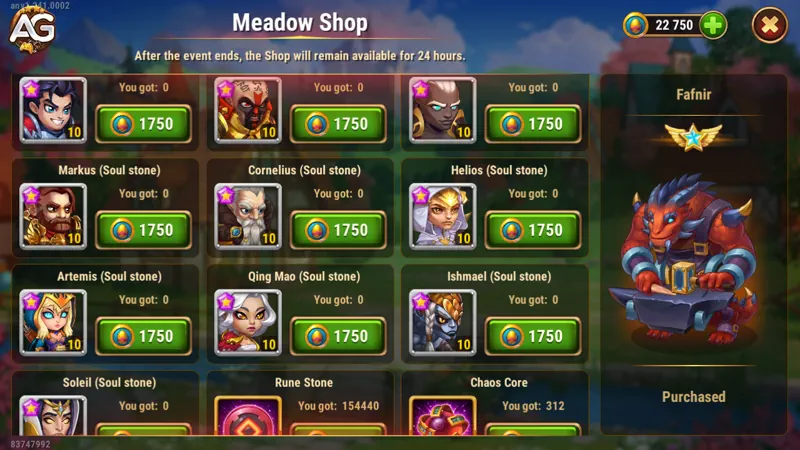 any1.241.0002
AG
Meadow Shop
22 750
After the event ends, the Shop will remain available for 24 hours.
You got: 0
10
1750
You got: 0
10
1750
You got: 0
10
1750
Markus (Soul stone)
You got: 0
10
1750
Cornelius (Soul stone)
You got: 0
10
1750
Helios (Soul stone)
You got: 0
10
1750
Artemis (Soul stone)
You got: 0
10
1750
Qing Mao (Soul stone)
You got: 0
10
1750
Ishmael (Soul stone)
You got: 0
10
1750
Soleil (Soul stone)
You got: 0
Rune Stone
You got: 154440
Chaos Core
You got: 312
Fafnir
Purchased
83747992